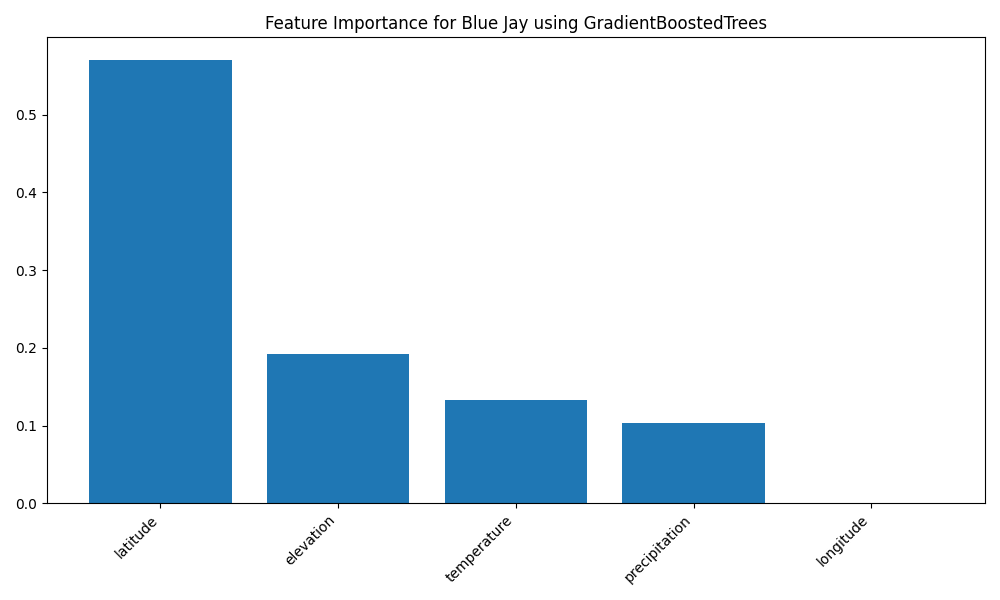 Feature Importance for Blue Jay using GradientBoostedTrees
0.5
0.4
0.3
0.2
0.1
0.0
latitude
elevation
temperature
precipitation
longitude